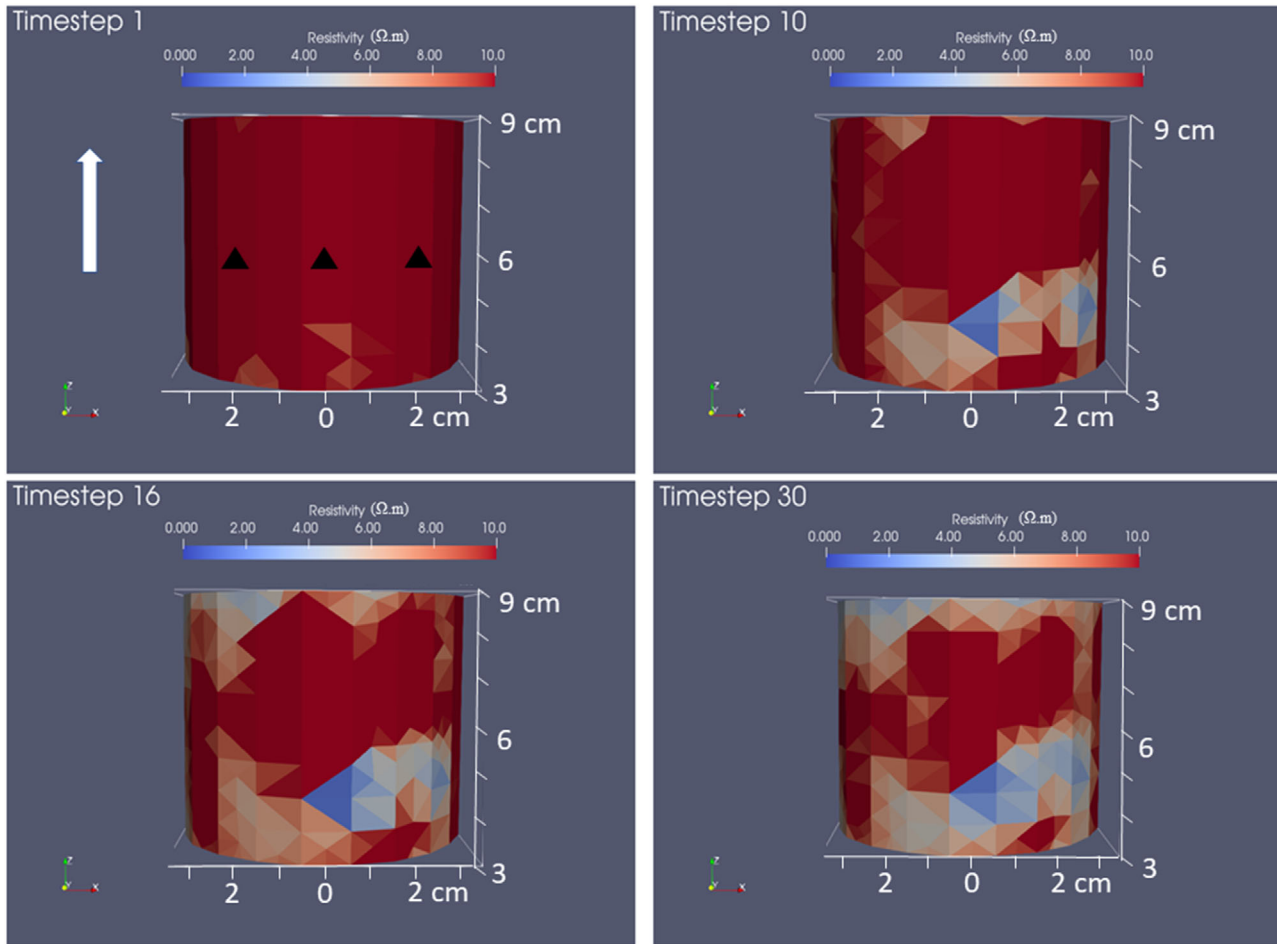 Timestep 1
Resistivity (Ω.m)
0.000 2.00 4.00 6.00 8.00 10.0
9 cm
6
3
2 0 2 cm
Z
Y X
Timestep 10
Resistivity (Ω.m)
0.000 2.00 4.00 6.00 8.00 10.0
9 cm
6
3
2 0 2 cm
Z
Y X
Timestep 16
Resistivity (Ω.m)
0.000 2.00 4.00 6.00 8.00 10.0
9 cm
6
3
2 0 2 cm
Z
Y X
Timestep 30
Resistivity (Ω.m)
0.000 2.00 4.00 6.00 8.00 10.0
9 cm
6
3
2 0 2 cm
Z
Y X